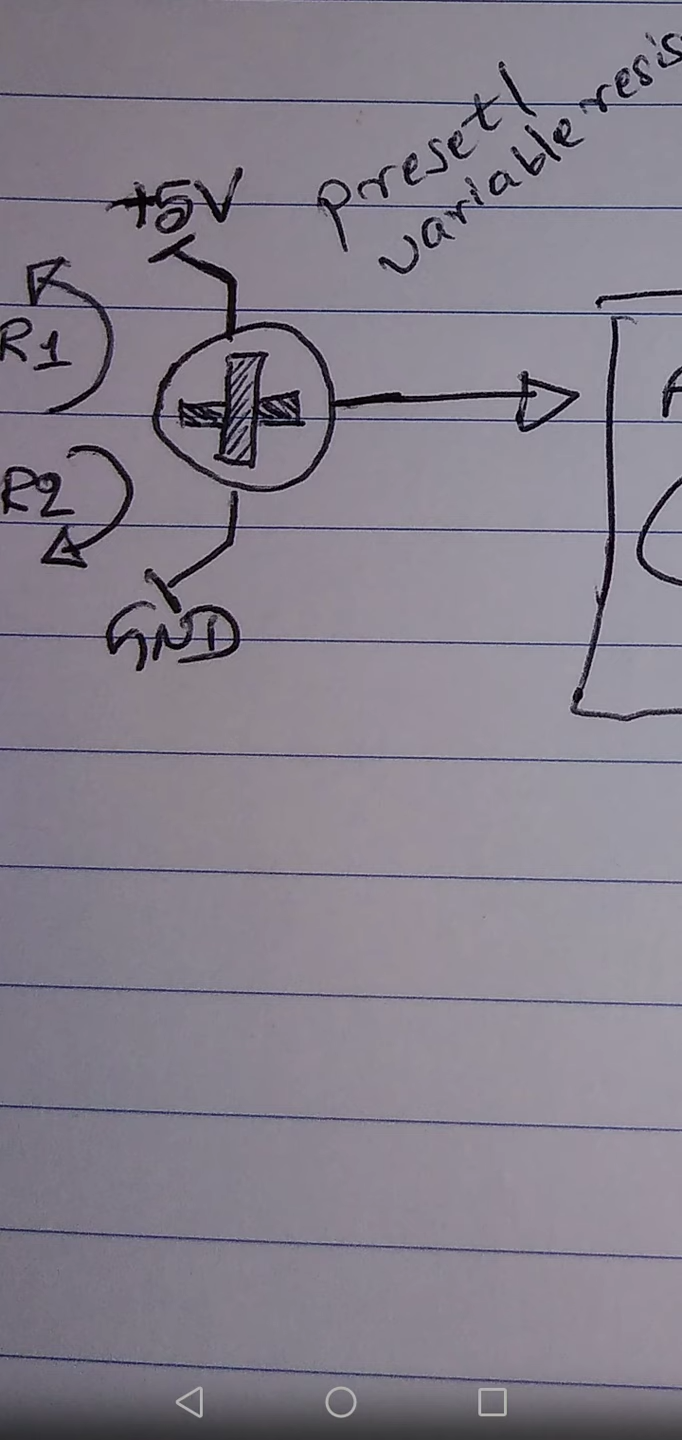 preset/
variable resis
+5V
R1
R2
GND